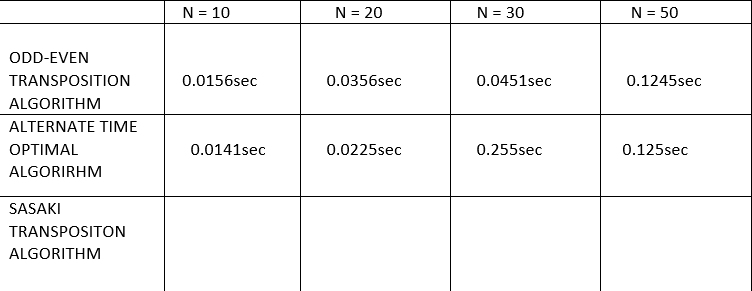 N = 10 N = 20 N = 30 N = 50
ODD-EVEN
TRANSPOSITION 0.0156sec 0.0356sec 0.0451sec 0.1245sec
ALGORITHM
ALTERNATE TIME
OPTIMAL 0.0141sec 0.0225sec 0.255sec 0.125sec
ALGORIRHM
SASAKI
TRANSPOSITON
ALGORITHM